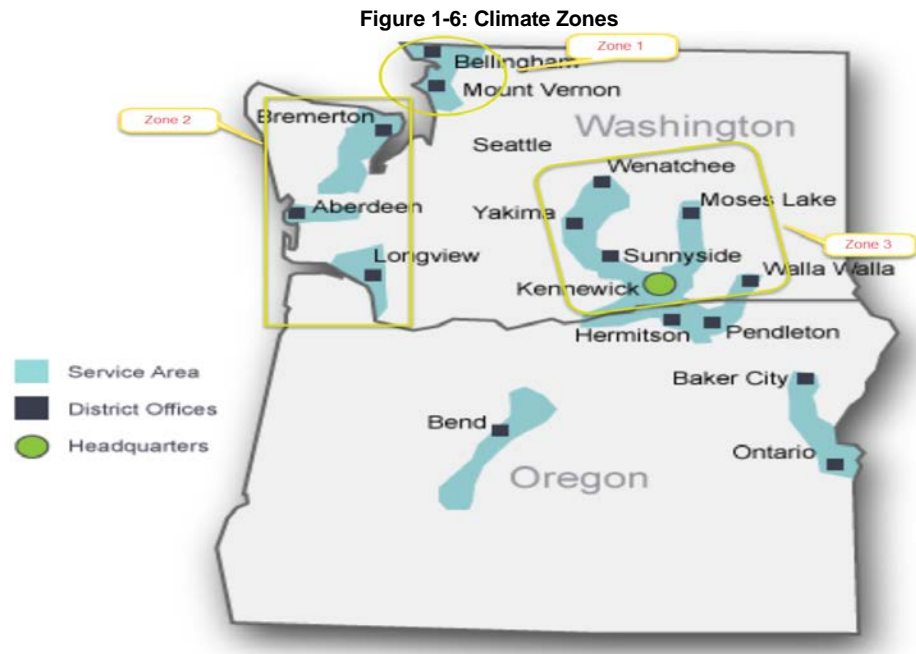 Figure 1-6: Climate Zones
Zone 1
Bellingham
Mount Vernon
Zone 2
Bremerton
Washington
Seattle
Wenatchee
Aberdeen
Moses Lake
Yakima
Zone 3
Longview
Sunnyside
Walla Walla
Kennewick
Hermitson
Pendleton
Service Area
Baker City
District Offices
Bend
Headquarters
Ontario
Oregon